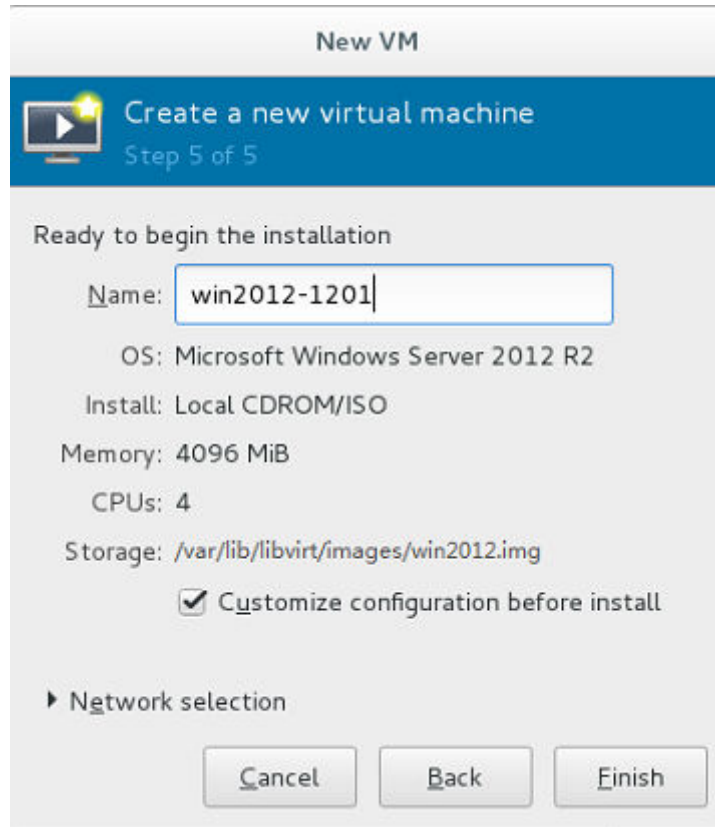 New VM
Create a new virtual machine
Step 5 of 5
Ready to begin the installation
Name: win2012-1201
OS: Microsoft Windows Server 2012 R2
Install: Local CDROM/ISO
Memory: 4096 MiB
CPUs: 4
Storage: /var/lib/libvirt/images/win2012.img
Customize configuration before install
Network selection
Cancel Back Finish